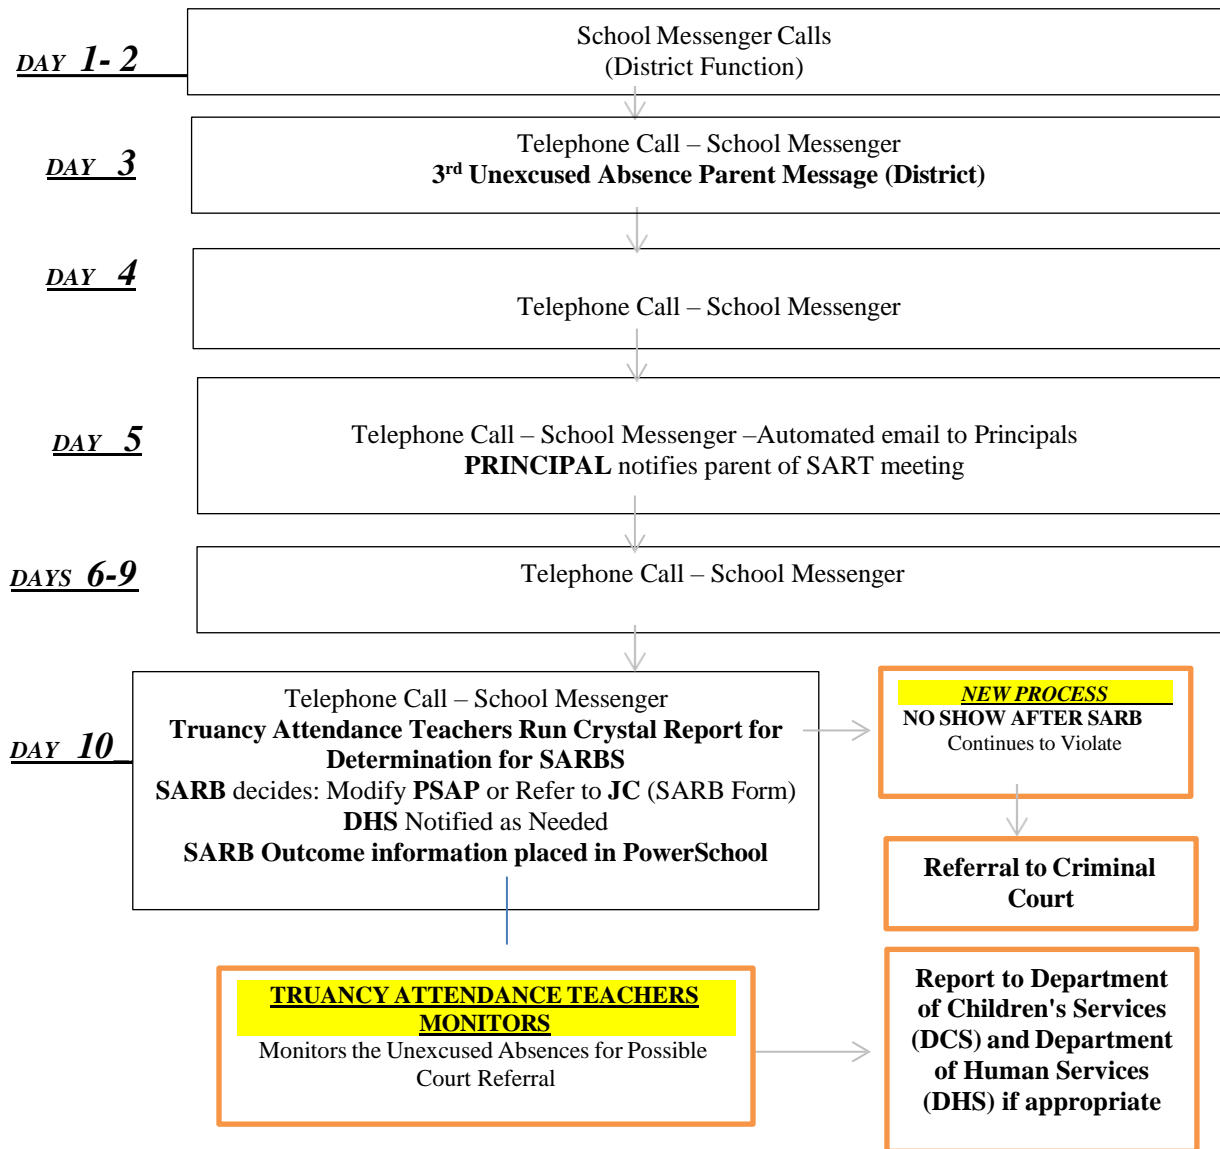 DAY 1- 2
School Messenger Calls
(District Function)
DAY 3
Telephone Call – School Messenger
3rd Unexcused Absence Parent Message (District)
DAY 4
Telephone Call – School Messenger
DAY 5
Telephone Call – School Messenger –Automated email to Principals
PRINCIPAL notifies parent of SART meeting
DAYS 6-9
Telephone Call – School Messenger
DAY 10
Telephone Call – School Messenger
Truancy Attendance Teachers Run Crystal Report for
Determination for SARBS
SARB decides: Modify PSAP or Refer to JC (SARB Form)
DHS Notified as Needed
SARB Outcome information placed in PowerSchool
NEW PROCESS
NO SHOW AFTER SARB
Continues to Violate
Referral to Criminal
Court
TRUANCY ATTENDANCE TEACHERS
MONITORS
Monitors the Unexcused Absences for Possible
Court Referral
Report to Department
of Children's Services
(DCS) and Department
of Human Services
(DHS) if appropriate